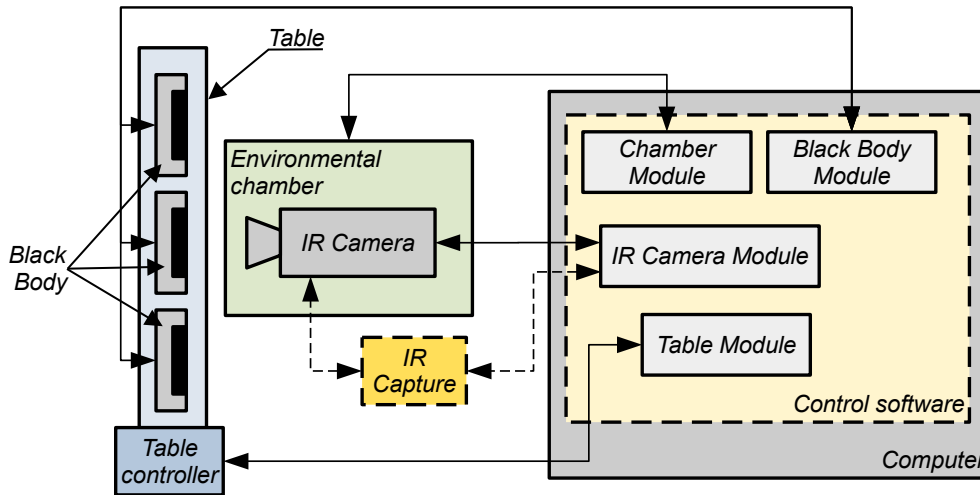 Table
Environmental
chamber
IR Camera
Black
Body
IR
Capture
Table
controller
Chamber
Module
Black Body
Module
IR Camera Module
Table Module
Control software
Computer